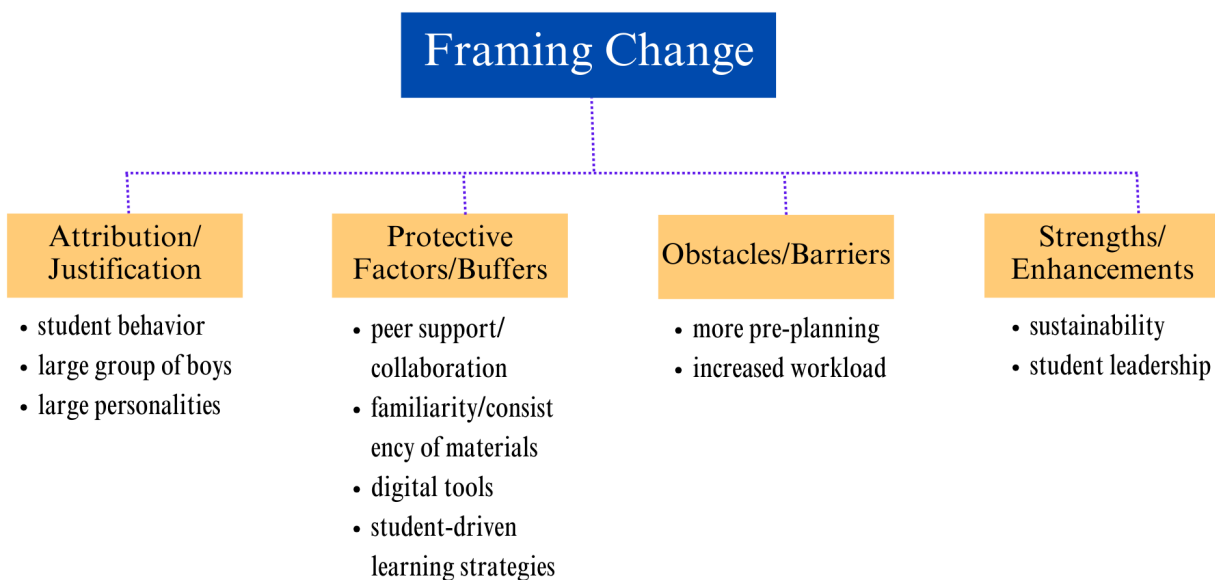 Framing Change
Attribution/
Justification
• student behavior
• large group of boys
• large personalities
Protective
Factors/Buffers
• peer support/
collaboration
• familiarity/consist
ency of materials
• digital tools
• student-driven
learning strategies
Obstacles/Barriers
• more pre-planning
• increased workload
Strengths/
Enhancements
• sustainability
• student leadership